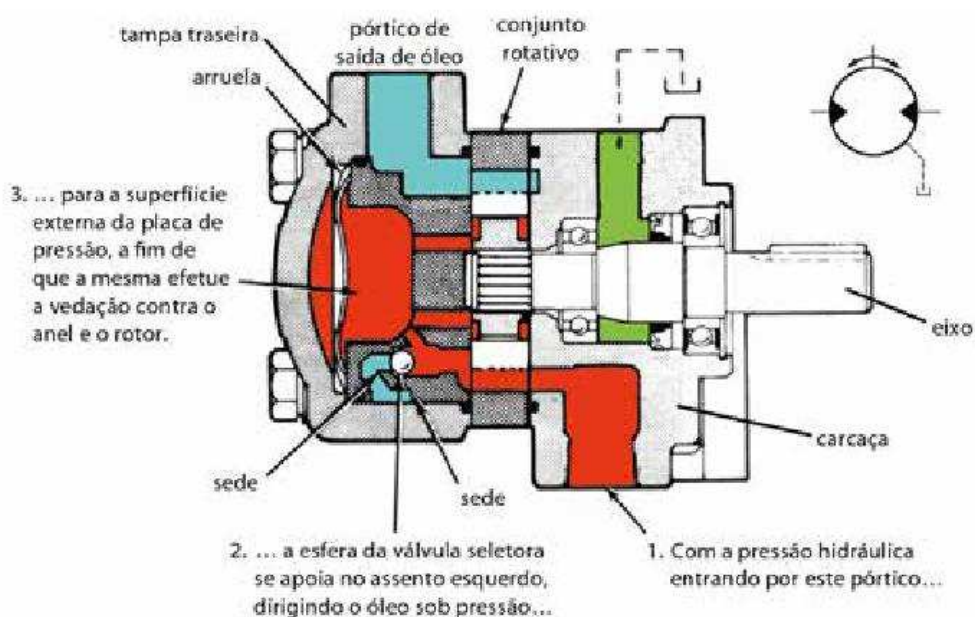 tampa traseira
arruela
pórtico de
saída de óleo
conjunto
rotativo
3. ... para a superfiície
externa da placa de
pressão, a fim de
que a mesma efetue
a vedação contra o
anel e o rotor.
eixo
carcaça
sede
sede
2. ... a esfera da válvula seletora
se apoia no assento esquerdo,
dirigindo o óleo sob pressão...
1. Com a pressão hidráulica
entrando por este pórtico...